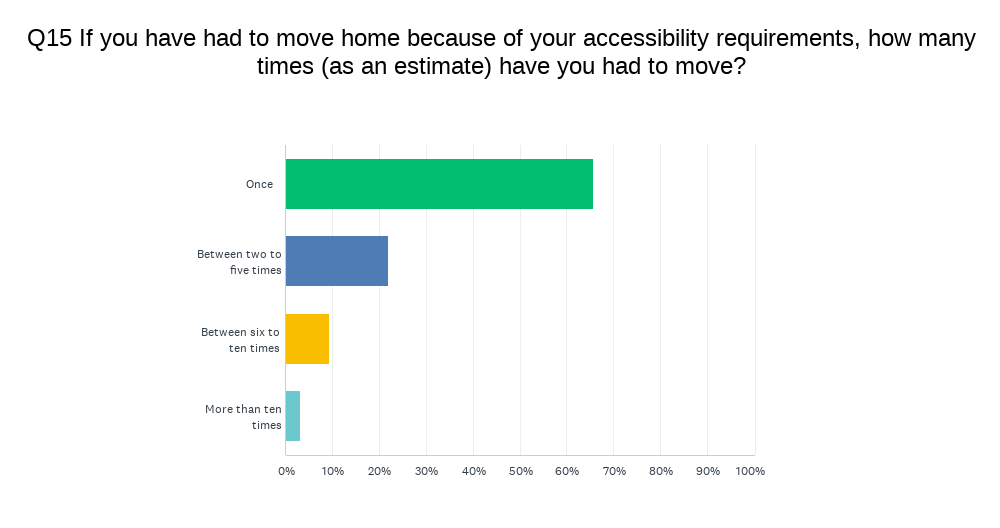 Q15 If you have had to move home because of your accessibility requirements, how many
times (as an estimate) have you had to move?
Once
Between two to
five times
Between six to
ten times
More than ten
times
0% 10% 20% 30% 40% 50% 60% 70% 80% 90% 100%